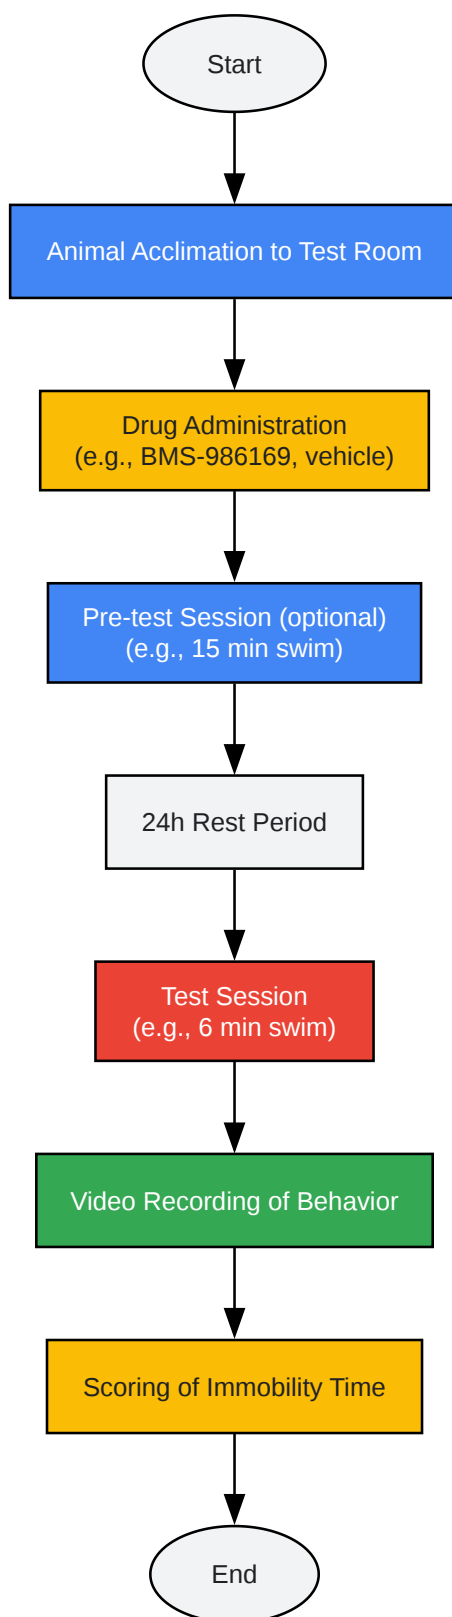 Start
Animal Acclimation to Test Room
Drug Administration
(e.g., BMS-986169, vehicle)
Pre-test Session (optional)
(e.g., 15 min swim)
24h Rest Period
Test Session
(e.g., 6 min swim)
Video Recording of Behavior
Scoring of Immobility Time
End